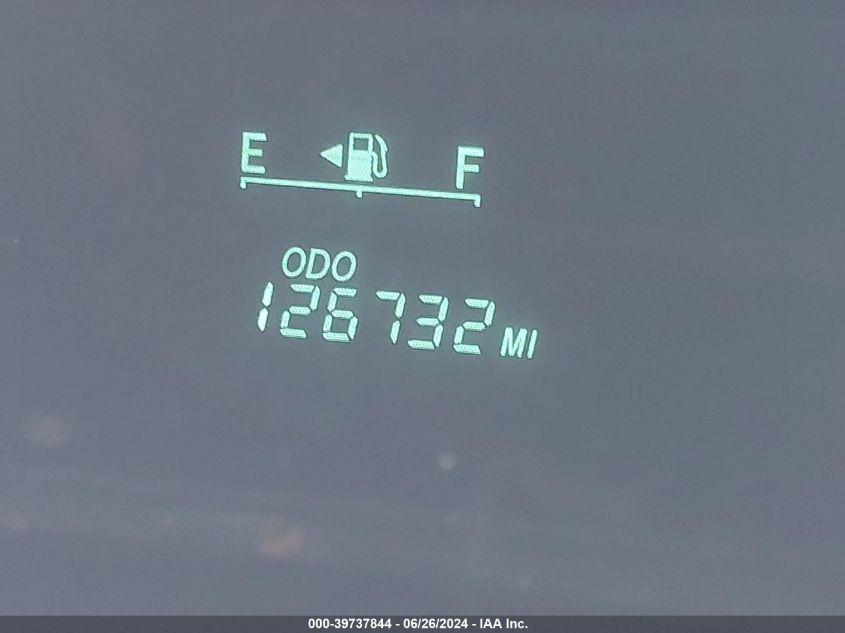 E F
ODO
126732 MI
000-39737844 - 06/26/2024 - IAA Inc.